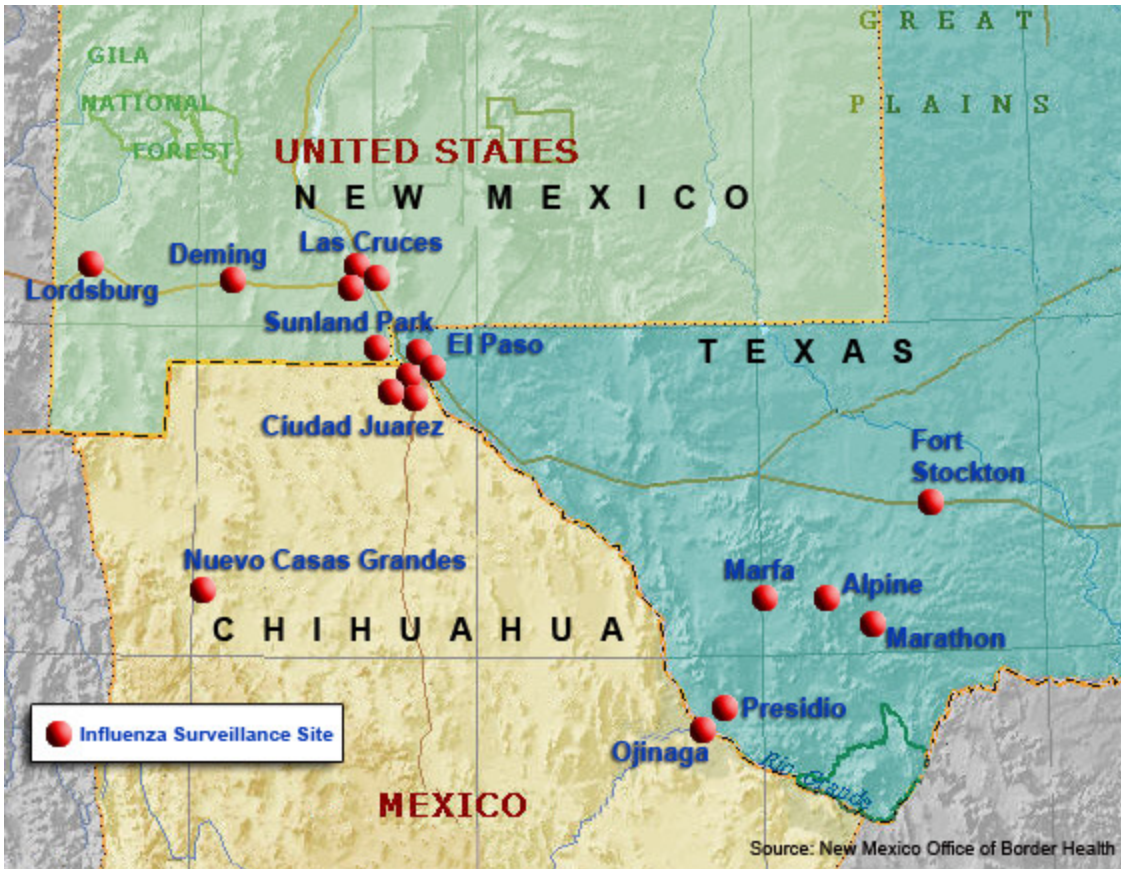 GREAT
GILA
NATIONAL
PLAINS
FOREST
UNITED STATES
NEW MEXICO
Las Cruces
Deming
Lordsburg
Sunland Park
El Paso
TEXAS
Ciudad Juarez
Fort
Stockton
Nuevo Casas Grandes
Marfa
Alpine
CHIHUAHUA
Marathon
Presidio
Influenza Surveillance Site
Ojinaga
Rio Grande
MEXICO
Source: New Mexico Office of Border Health